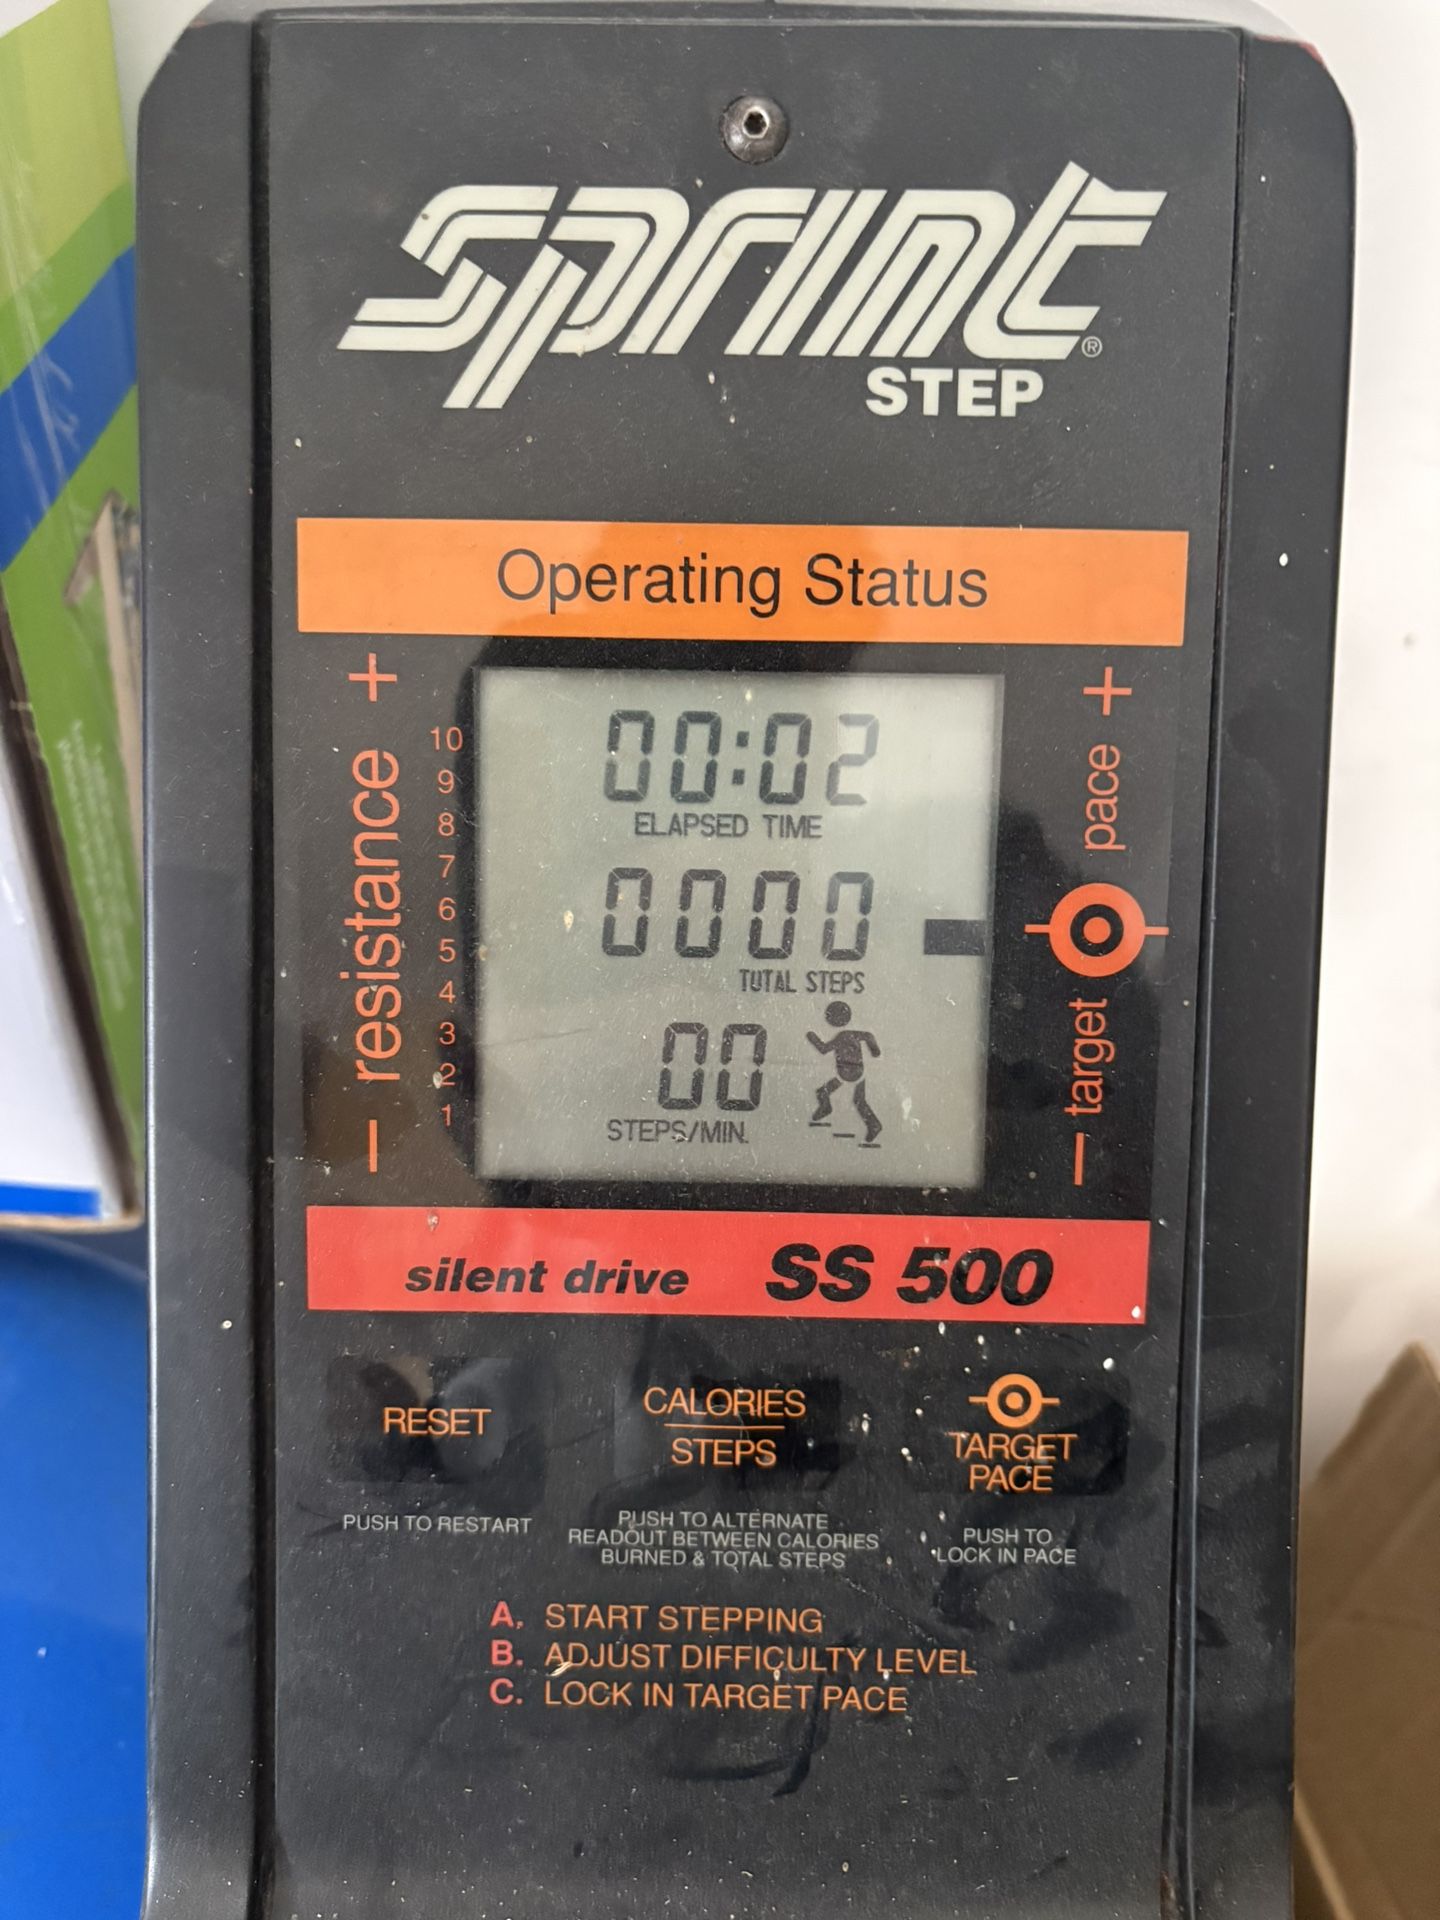 sprint®
STEP
Operating Status
+
resistance
−
10
9
8
7
6
5
4
3
2
1
00:02
ELAPSED TIME
0000
TOTAL STEPS
00
STEPS/MIN.
+
target pace
−
silent drive SS 500
RESET
PUSH TO RESTART
CALORIES
STEPS
PUSH TO ALTERNATE
READOUT BETWEEN CALORIES
BURNED & TOTAL STEPS
TARGET
PACE
PUSH TO
LOCK IN PACE
A. START STEPPING
B. ADJUST DIFFICULTY LEVEL
C. LOCK IN TARGET PACE